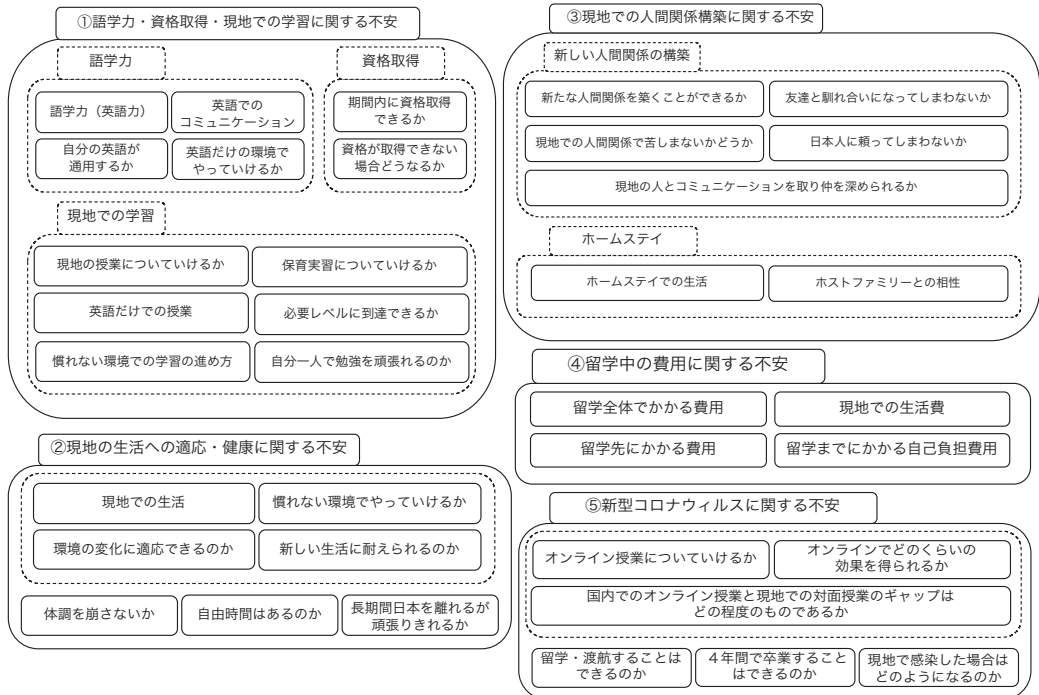 ①語学力・資格取得・現地での学習に関する不安
語学力
語学力（英語力）
英語での
コミュニケーション
自分の英語が
通用するか
英語だけの環境で
やっていけるか
資格取得
期間内に資格取得
できるか
資格が取得できない
場合どうなるか
現地での学習
現地の授業についていけるか
保育実習についていけるか
英語だけでの授業
必要レベルに到達できるか
慣れない環境での学習の進め方
自分一人で勉強を頑張れるのか
②現地の生活への適応・健康に関する不安
現地での生活
慣れない環境でやっていけるか
環境の変化に適応できるのか
新しい生活に耐えられるのか
体調を崩さないか
自由時間はあるのか
長期間日本を離れるが
頑張りきれるか
③現地での人間関係構築に関する不安
新しい人間関係の構築
新たな人間関係を築くことができるか
友達と馴れ合いになってしまわないか
現地での人間関係で苦しまないかどうか
日本人に頼ってしまわないか
現地の人とコミュニケーションを取り仲を深められるか
ホームステイ
ホームステイでの生活
ホストファミリーとの相性
④留学中の費用に関する不安
留学全体でかかる費用
現地での生活費
留学先にかかる費用
留学までにかかる自己負担費用
⑤新型コロナウィルスに関する不安
オンライン授業についていけるか
オンラインでどのくらいの
効果を得られるか
国内でのオンライン授業と現地での対面授業のギャップは
どの程度のものであるか
留学・渡航することは
できるのか
４年間で卒業すること
はできるのか
現地で感染した場合は
どのようになるのか